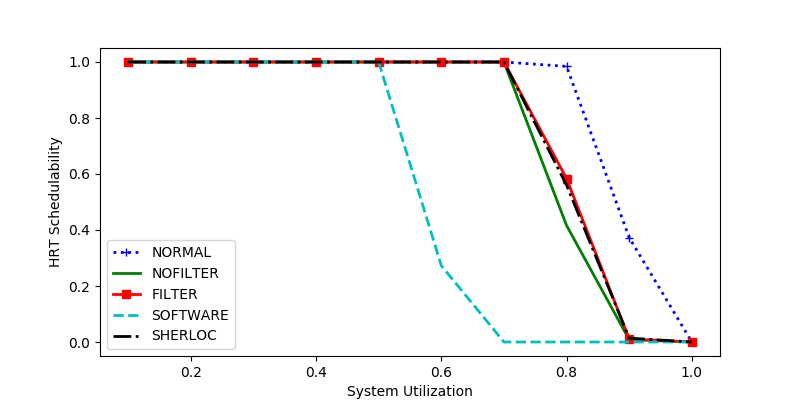 1.0
0.8
0.6
0.4
0.2
0.0
HRT Schedulability
NORMAL
NOFILTER
FILTER
SOFTWARE
SHERLOC
0.2 0.4 0.6 0.8 1.0
System Utilization